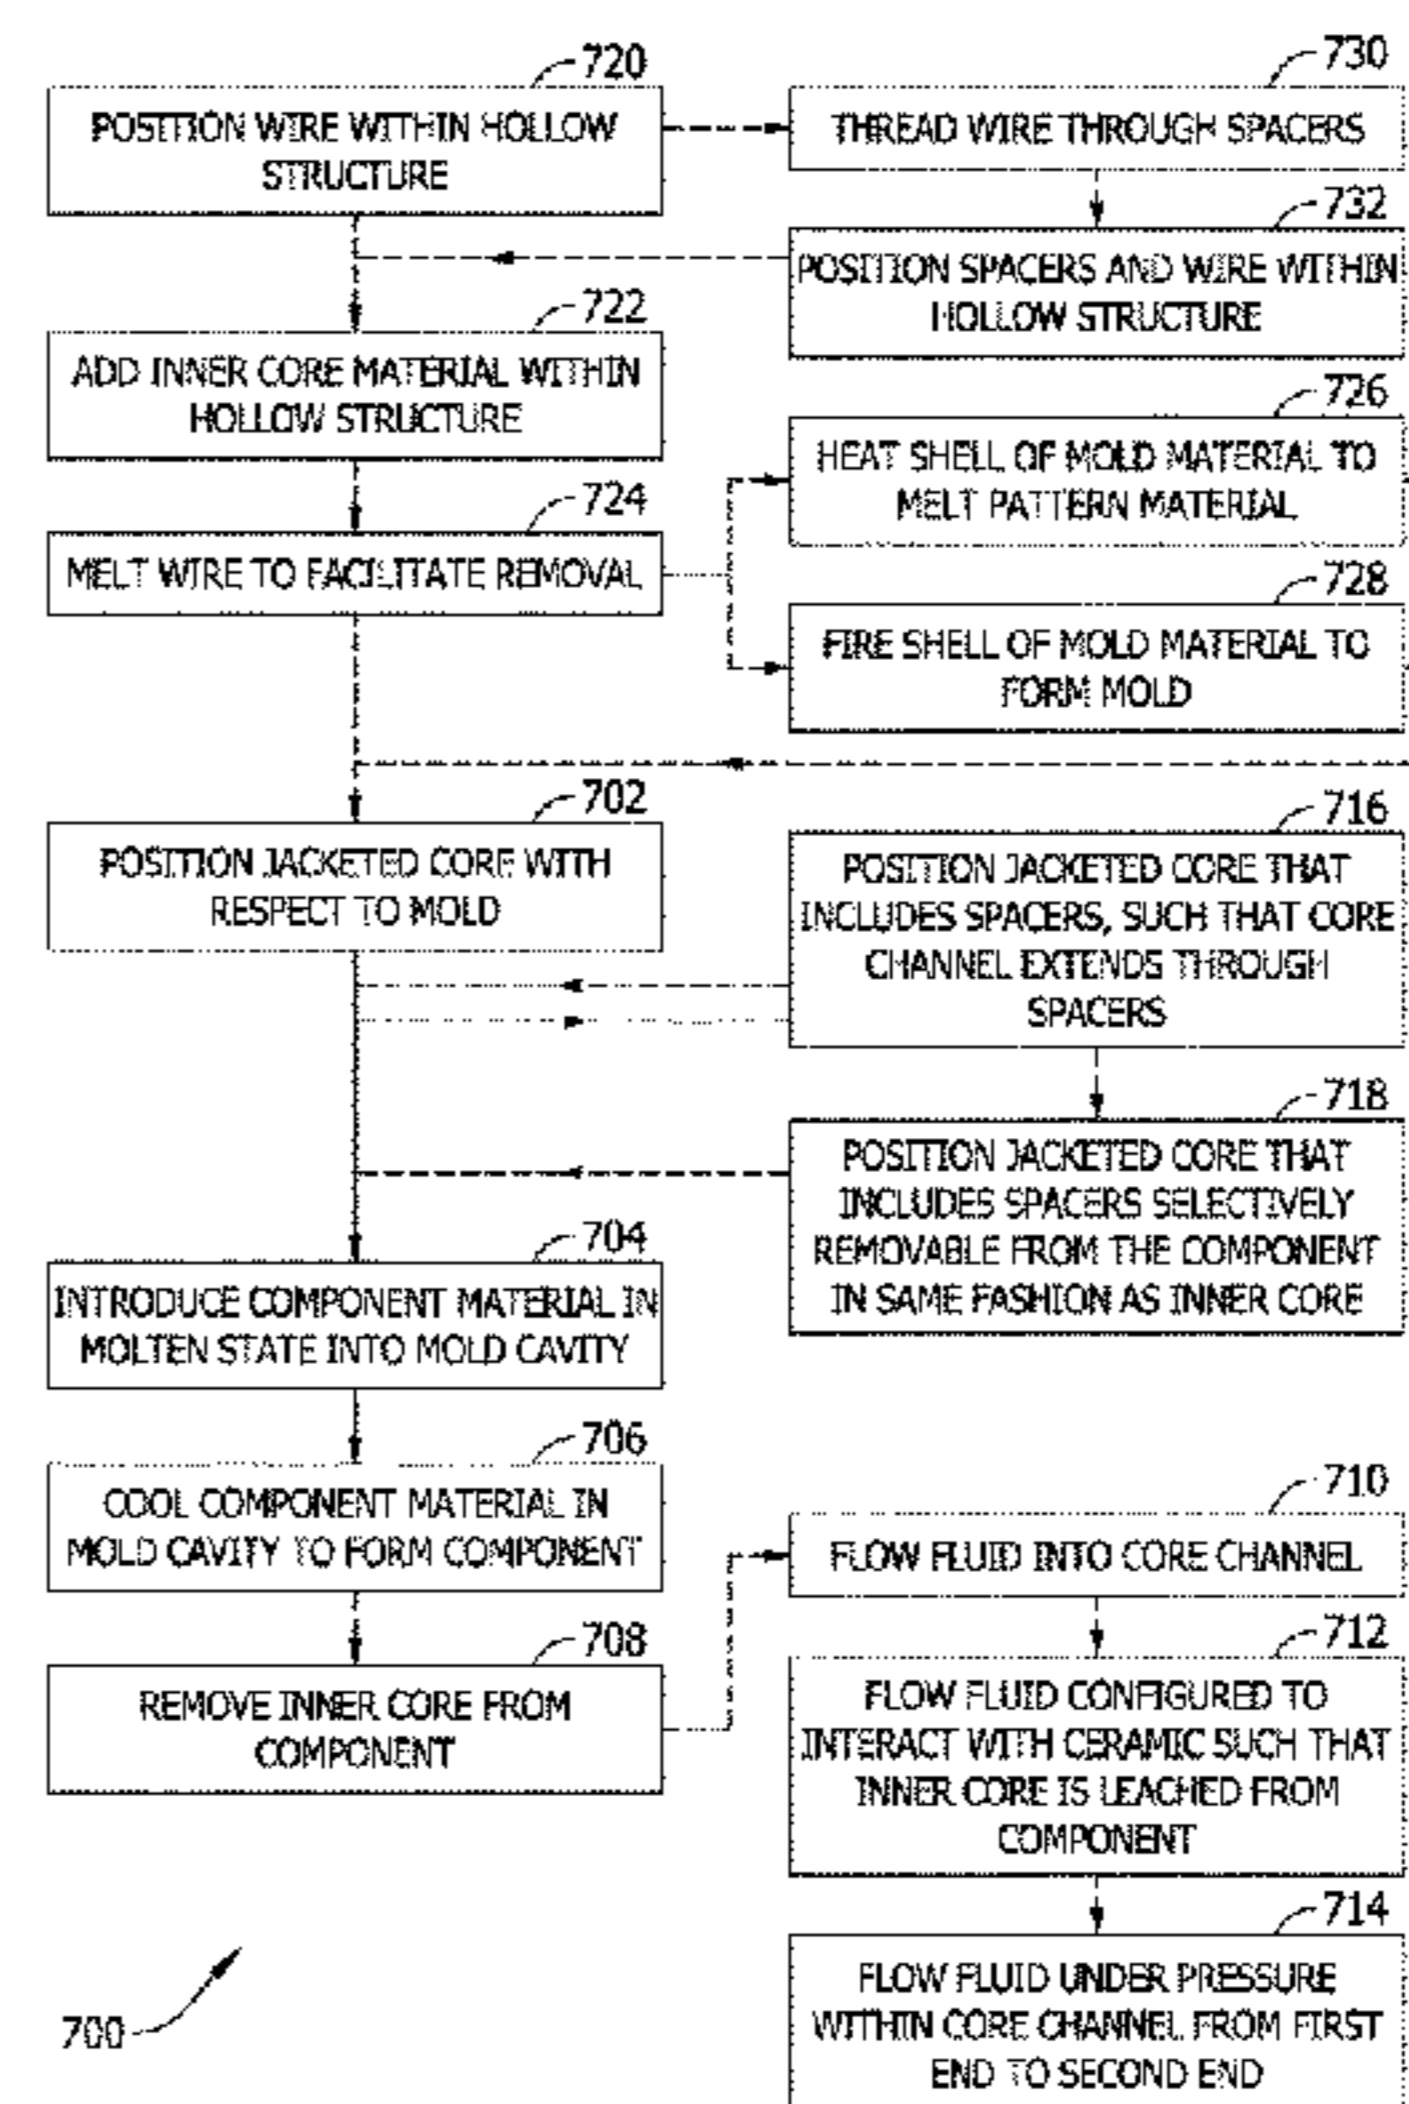 720
POSITION WIRE WITHIN HOLLOW
STRUCTURE
730
THREAD WIRE THROUGH SPACERS
732
POSITION SPACERS AND WIRE WITHIN
HOLLOW STRUCTURE
722
ADD INNER CORE MATERIAL WITHIN
HOLLOW STRUCTURE
724
MELT WIRE TO FACILITATE REMOVAL
726
HEAT SHELL OF MOLD MATERIAL TO
MELT PATTERN MATERIAL
728
FIRE SHELL OF MOLD MATERIAL TO
FORM MOLD
702
POSITION JACKETED CORE WITH
RESPECT TO MOLD
716
POSITION JACKETED CORE THAT
INCLUDES SPACERS, SUCH THAT CORE
CHANNEL EXTENDS THROUGH
SPACERS
718
POSITION JACKETED CORE THAT
INCLUDES SPACERS SELECTIVELY
REMOVABLE FROM THE COMPONENT
IN SAME FASHION AS INNER CORE
704
INTRODUCE COMPONENT MATERIAL IN
MOLTEN STATE INTO MOLD CAVITY
706
COOL COMPONENT MATERIAL IN
MOLD CAVITY TO FORM COMPONENT
708
REMOVE INNER CORE FROM
COMPONENT
710
FLOW FLUID INTO CORE CHANNEL
712
FLOW FLUID CONFIGURED TO
INTERACT WITH CERAMIC SUCH THAT
INNER CORE IS LEACHED FROM
COMPONENT
714
FLOW FLUID UNDER PRESSURE
WITHIN CORE CHANNEL FROM FIRST
END TO SECOND END
700